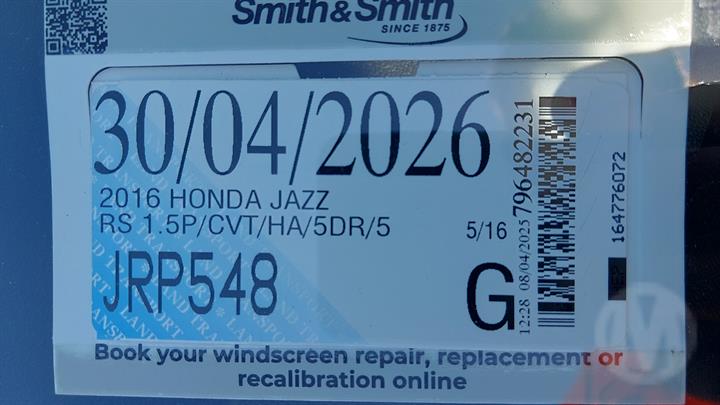 Smith&Smith
SINCE 1875
30/04/2026
2016 HONDA JAZZ
RS 1.5P/CVT/HA/5DR/5
5/16
JRP548
G
12:28 08/04/2025
796482231
164776072
Book your windscreen repair, replacement or
recalibration online